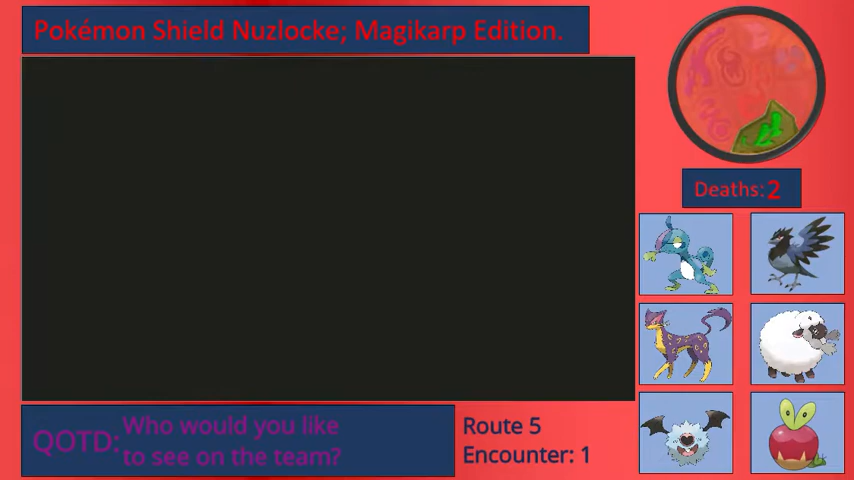 Pokémon Shield Nuzlocke; Magikarp Edition.
Deaths: 2
QOTD: Who would you like
to see on the team?
Route 5
Encounter: 1